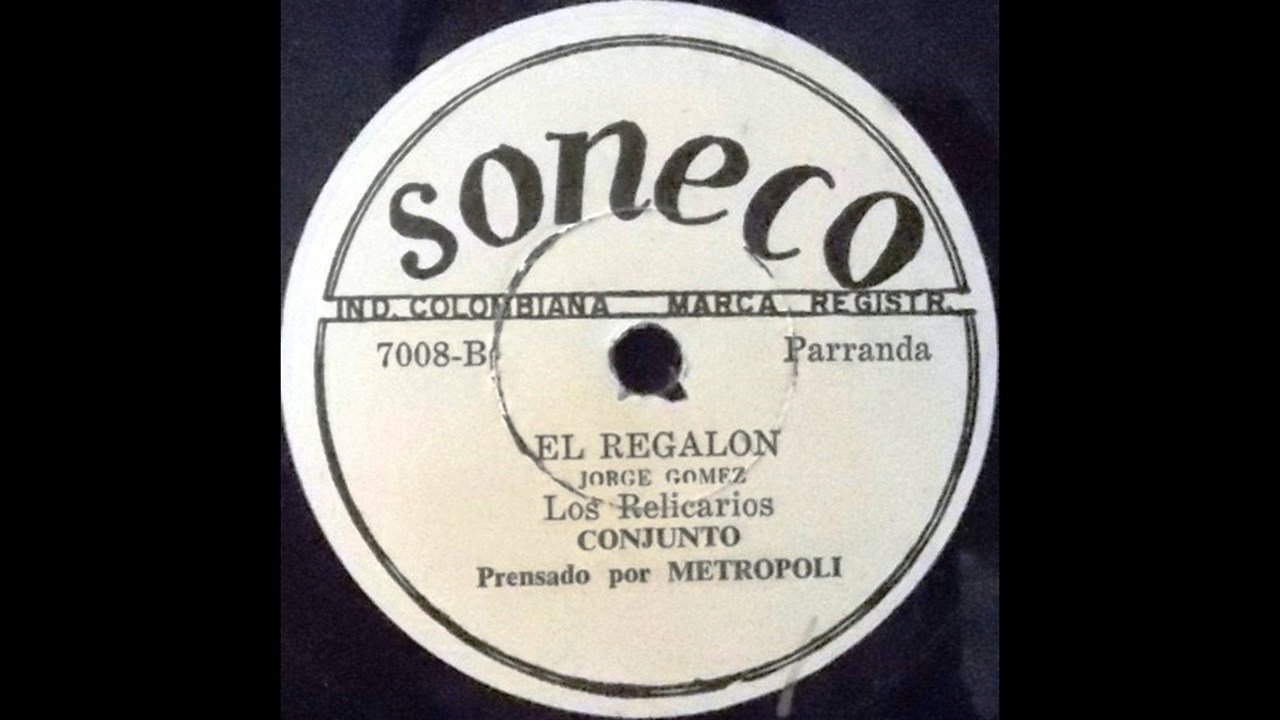 soneco
IND. COLOMBIANA MARCA REGISTR.
7008-B Parranda
EL REGALON
JORGE GOMEZ
Los Relicarios
CONJUNTO
Prensado por METROPOLI